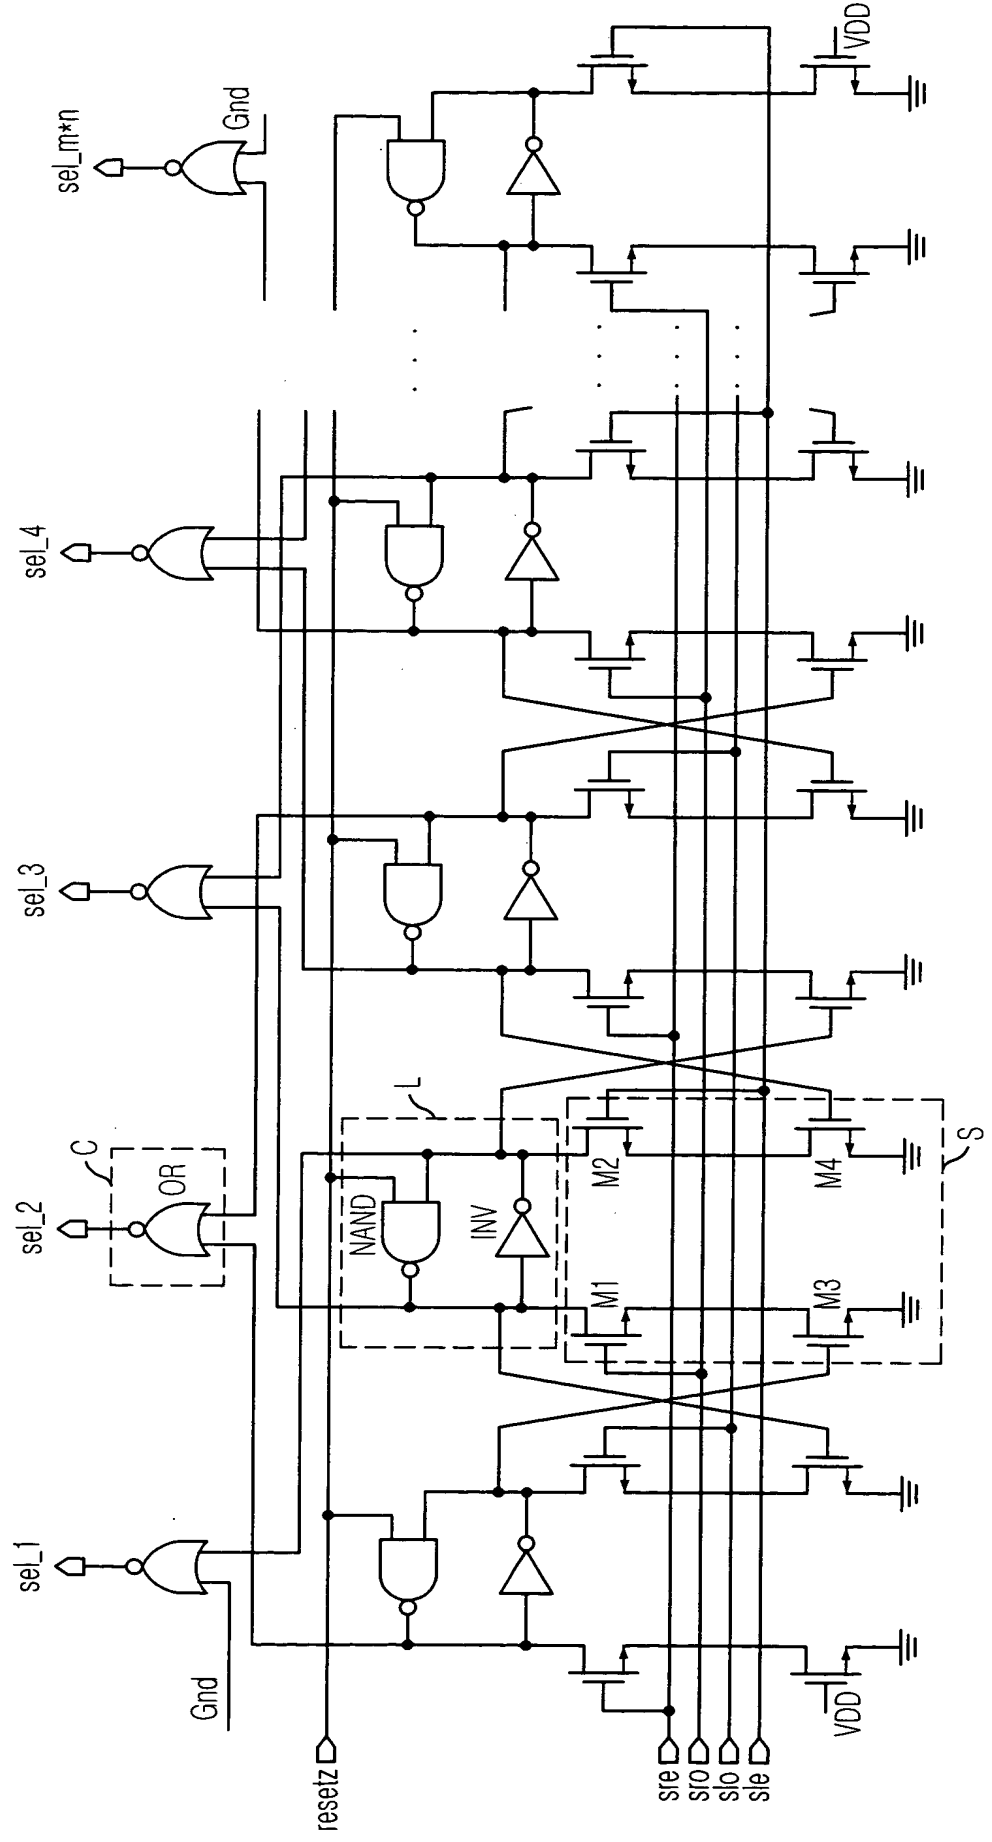 sel_1
sel_2
sel_3
sel_4
sel_m*n
C
OR
Gnd
Gnd
resetz
L
NAND
INV
M1
M2
M3
M4
S
VDD
VDD
sre
sro
slo
sle